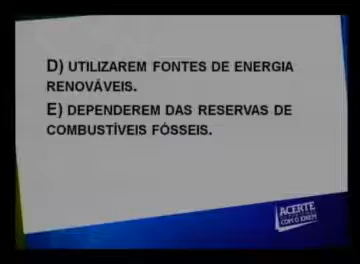 D) UTILIZAREM FONTES DE ENERGIA
RENOVÁVEIS.
E) DEPENDEREM DAS RESERVAS DE
COMBUSTÍVEIS FÓSSEIS.
ACERTE
COM O ENEM